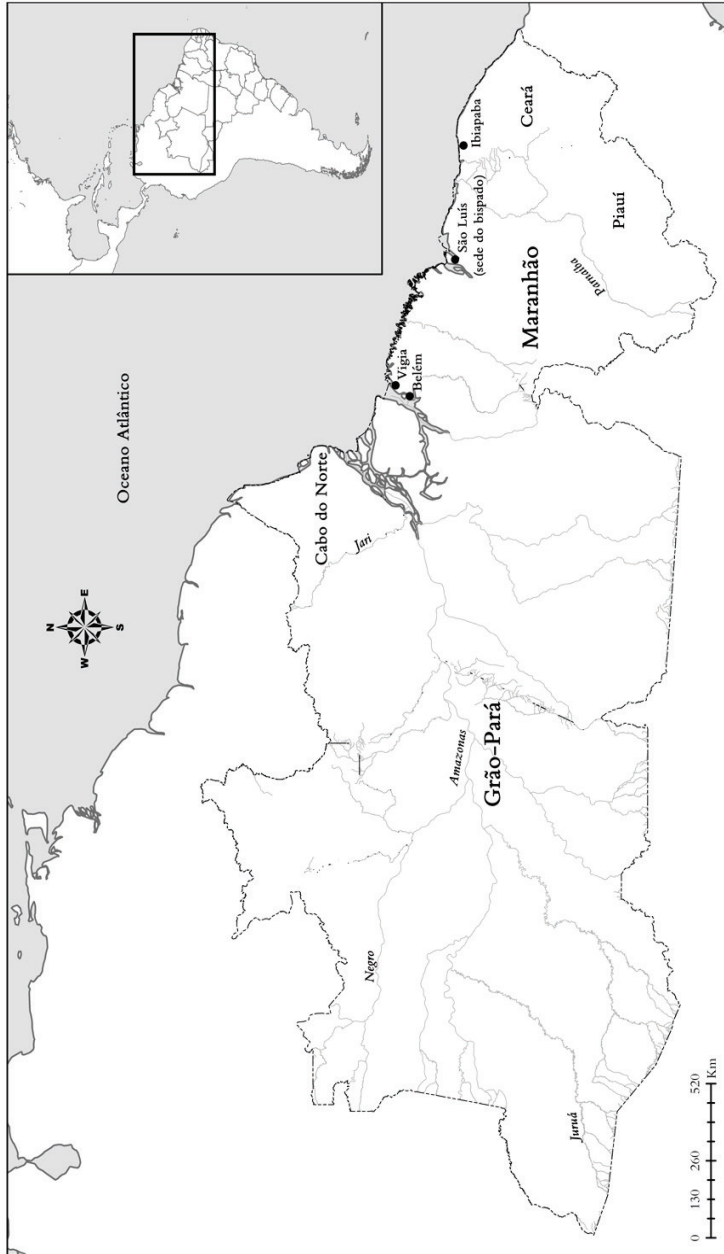 Oceano Atlântico
N
W
E
S
Cabo do Norte
Jari
Vigia
Belém
São Luís
(sede do bispado)
Ibiapaba
Ceará
Maranhão
Piauí
Parnaíba
Negro
Amazonas
Grão-Pará
Juruá
0 130 260 520
Km